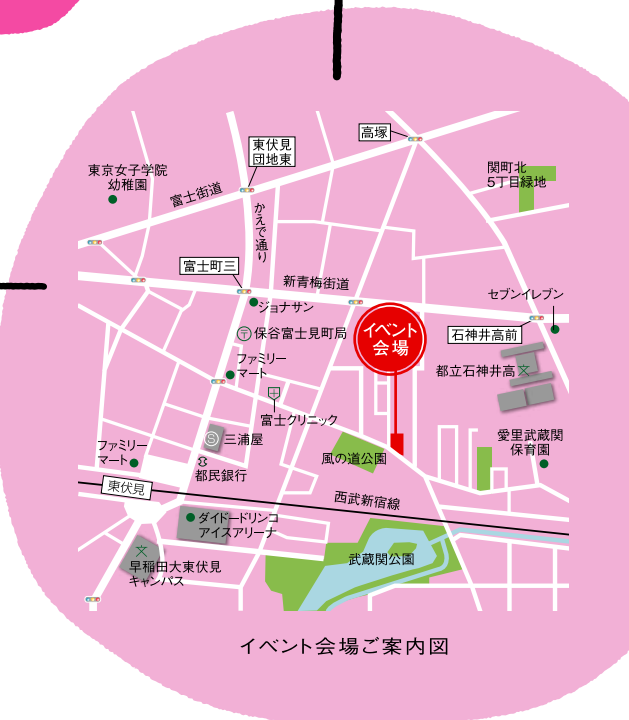 高塚
東伏見
団地東
東京女子学院
幼稚園
関町北
5丁目緑地
富士街道
かえで通り
富士町三
新青梅街道
セブンイレブン
ジョナサン
イベント
会場
石神井高前
保谷富士見町局
ファミリー
マート
都立石神井高
富士クリニック
三浦屋
愛里武蔵関
保育園
ファミリー
マート
風の道公園
都民銀行
東伏見
西武新宿線
ダイドードリンコ
アイスアリーナ
武蔵関公園
早稲田大東伏見
キャンパス
イベント会場ご案内図